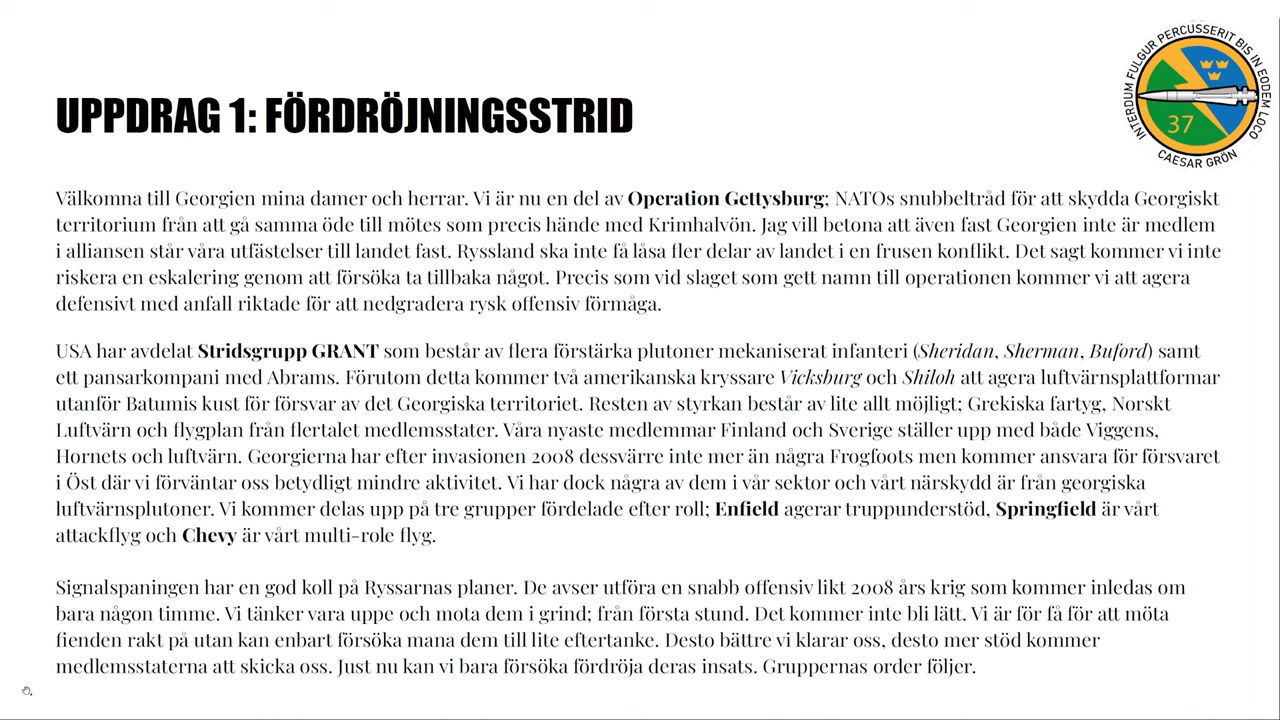 INTERDUM FULGUR PERCUSSERIT BIS IN EODEM LOCO
37
CAESAR GRÖN
UPPDRAG 1: FÖRDRÖJNINGSSTRID
Välkomna till Georgien mina damer och herrar. Vi är nu en del av Operation Gettysburg; NATOs snubbeltråd för att skydda Georgiskt
territorium från att gå samma öde till mötes som precis hände med Krimhalvön. Jag vill betona att även fast Georgien inte är medlem
i alliansen står våra utfästelser till landet fast. Ryssland ska inte få låsa fler delar av landet i en frusen konflikt. Det sagt kommer vi inte
riskera en eskalering genom att försöka ta tillbaka något. Precis som vid slaget som gett namn till operationen kommer vi att agera
defensivt med anfall riktade för att nedgradera rysk offensiv förmåga.
USA har avdelat Stridsgrupp GRANT som består av flera förstärka plutoner mekaniserat infanteri (Sheridan, Sherman, Buford) samt
ett pansarkompani med Abrams. Förutom detta kommer två amerikanska kryssare Vicksburg och Shiloh att agera luftvärnsplattformar
utanför Batumis kust för försvar av det Georgiska territoriet. Resten av styrkan består av lite allt möjligt; Grekiska fartyg, Norskt
Luftvärn och flygplan från flertalet medlemsstater. Våra nyaste medlemmar Finland och Sverige ställer upp med både Viggens,
Hornets och luftvärn. Georgierna har efter invasionen 2008 dessvärre inte mer än några Frogfoots men kommer ansvara för försvaret
i Öst där vi förväntar oss betydligt mindre aktivitet. Vi har dock några av dem i vår sektor och vårt närskydd är från georgiska
luftvärnsplutoner. Vi kommer delas upp på tre grupper fördelade efter roll; Enfield agerar truppunderstöd, Springfield är vårt
attackflyg och Chevy är vårt multi-role flyg.
Signalspaningen har en god koll på Ryssarnas planer. De avser utföra en snabb offensiv likt 2008 års krig som kommer inledas om
bara någon timme. Vi tänker vara uppe och mota dem i grind; från första stund. Det kommer inte bli lätt. Vi är för få för att möta
fienden rakt på utan kan enbart försöka mana dem till lite eftertanke. Desto bättre vi klarar oss, desto mer stöd kommer
medlemsstaterna att skicka oss. Just nu kan vi bara försöka fördröja deras insats. Gruppernas order följer.